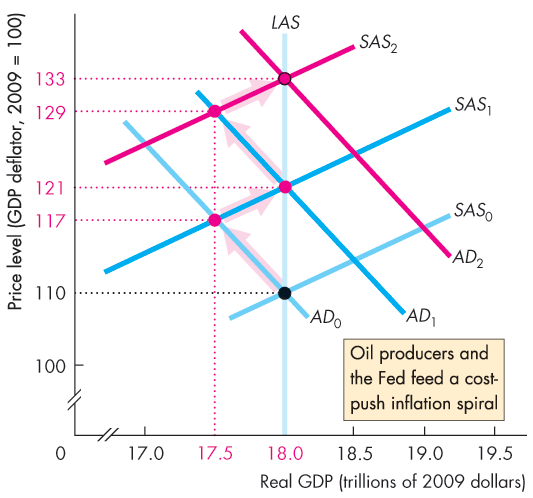 Price level (GDP deflator, 2009 = 100)
LAS
SAS2
133
129
SAS1
121
SAS0
117
AD2
110
AD0
AD1
Oil producers and
the Fed feed a cost-
push inflation spiral
100
0
17.0
17.5
18.0
18.5
19.0
19.5
Real GDP (trillions of 2009 dollars)